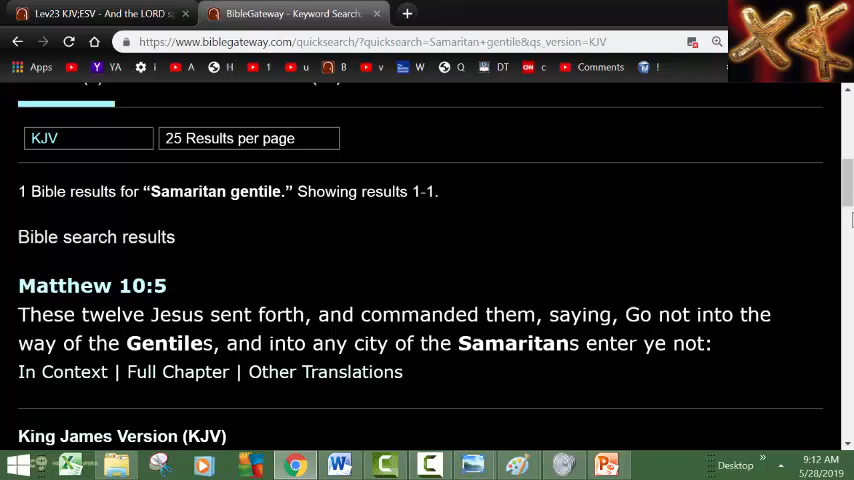 Lev23 KJV;ESV - And the LORD s
BibleGateway - Keyword Search:
https://www.biblegateway.com/quicksearch/?quicksearch=Samaritan+gentile&qs_version=KJV
Apps YA i A 1 u B v W Q DT c Comments !
KJV 25 Results per page
1 Bible results for “Samaritan gentile.” Showing results 1-1.
Bible search results
Matthew 10:5
These twelve Jesus sent forth, and commanded them, saying, Go not into the
way of the Gentiles, and into any city of the Samaritans enter ye not:
In Context | Full Chapter | Other Translations
King James Version (KJV)
Desktop
9:12 AM
5/28/2019